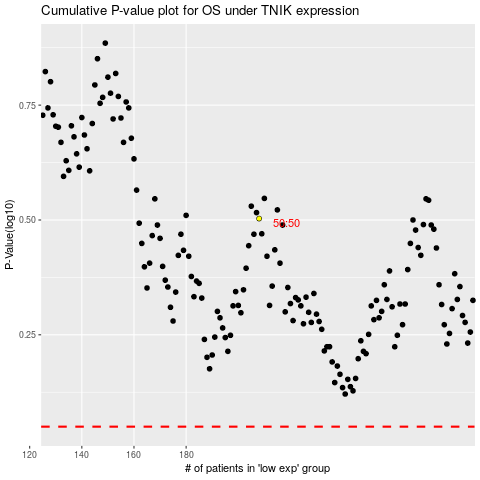 Cumulative P-value plot for OS under TNIK expression
P-Value(log10)
0.75
0.50
0.25
50:50
120 140 160 180
# of patients in 'low exp' group